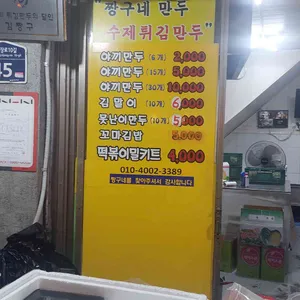 "짱구네 만두
수제튀김만두"
야끼만두 (6개) 2,000
야끼만두 (15개) 5,000
야끼만두 (30개) 10,000
김말이 (10개) 6,000
못난이만두 (10개) 5,000
꼬마김밥 3,000
떡볶이밀키트 4,000
010-4002-3389
짱구네를 찾아주셔서 감사합니다
김짱구
45